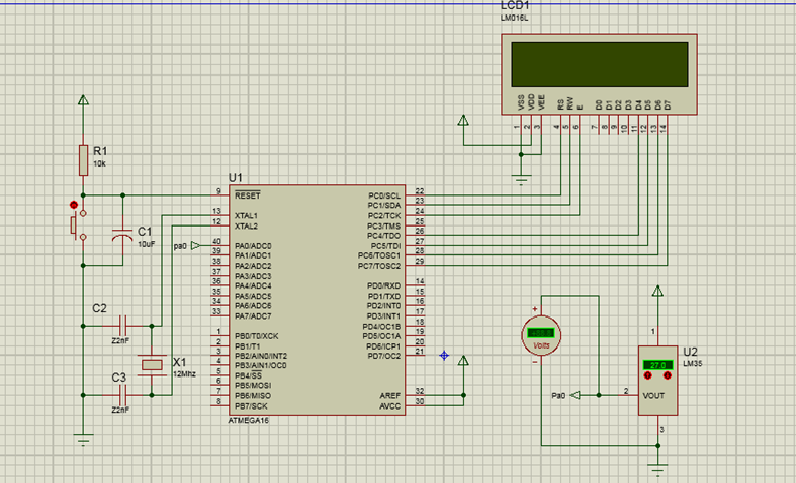 LCD1
LM016L
VSS VDD VEE RS RW E D0 D1 D2 D3 D4 D5 D6 D7
1 2 3 4 5 6 7 8 9 10 11 12 13 14
R1
10k
C1
10uF
U1
9 RESET
13 XTAL1
12 XTAL2
pa0
40 PA0/ADC0
39 PA1/ADC1
38 PA2/ADC2
37 PA3/ADC3
36 PA4/ADC4
35 PA5/ADC5
34 PA6/ADC6
33 PA7/ADC7
1 PB0/T0/XCK
2 PB1/T1
3 PB2/AIN0/INT2
4 PB3/AIN1/OC0
5 PB4/SS
6 PB5/MOSI
7 PB6/MISO
8 PB7/SCK
PC0/SCL 22
PC1/SDA 23
PC2/TCK 24
PC3/TMS 25
PC4/TDO 26
PC5/TDI 27
PC6/TOSC1 28
PC7/TOSC2 29
PD0/RXD 14
PD1/TXD 15
PD2/INT0 16
PD3/INT1 17
PD4/OC1B 18
PD5/OC1A 19
PD6/ICP1 20
PD7/OC2 21
AREF 32
AVCC 30
ATMEGA16
C2
22nF
X1
12Mhz
C3
22nF
+
Volts
-
Pa0
U2
LM35
1
27.0
2 VOUT
3